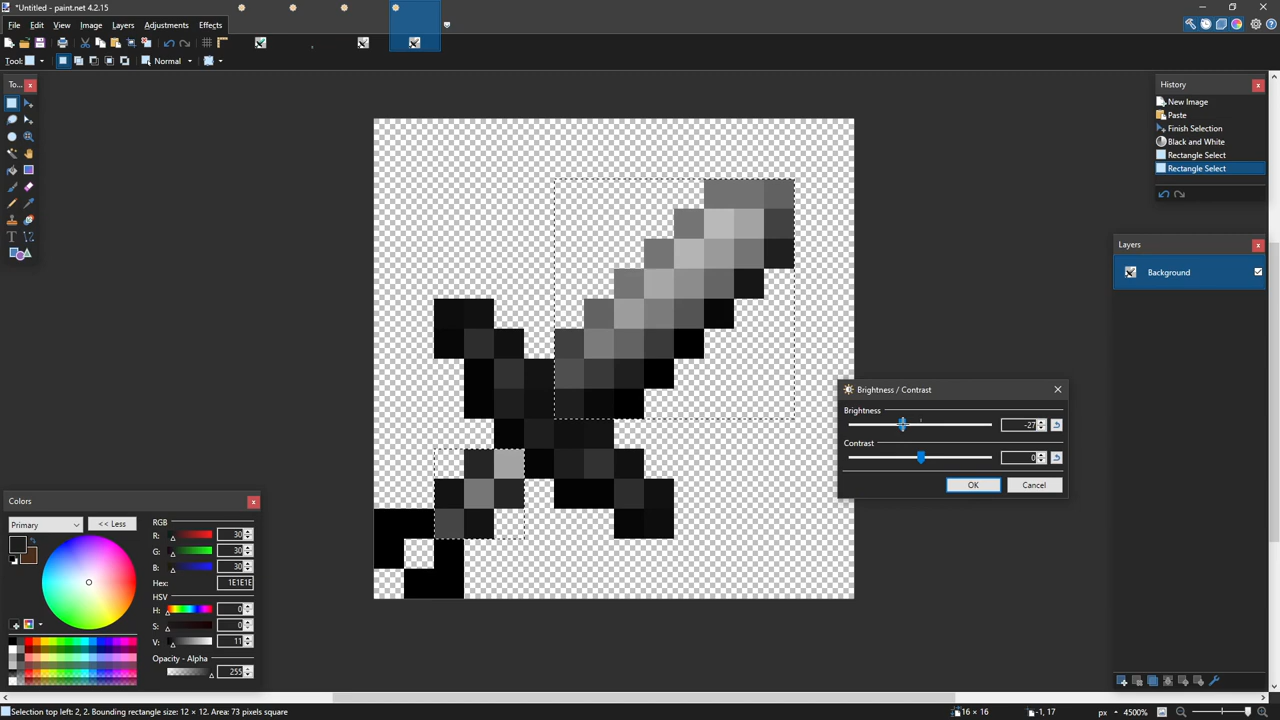 *Untitled - paint.net 4.2.15
File Edit View Image Layers Adjustments Effects
Tool: Normal
To...
History
New Image
Paste
Finish Selection
Black and White
Rectangle Select
Rectangle Select
Layers
Background
Brightness / Contrast
Brightness
-27
Contrast
0
OK Cancel
Colors
Primary << Less RGB
R: 30
G: 30
B: 30
Hex: 1E1E1E
HSV
H: 0
S: 0
V: 11
Opacity - Alpha
255
Selection top left: 2, 2. Bounding rectangle size: 12 × 12. Area: 73 pixels square 16 × 16 -1, 17 px 4500%